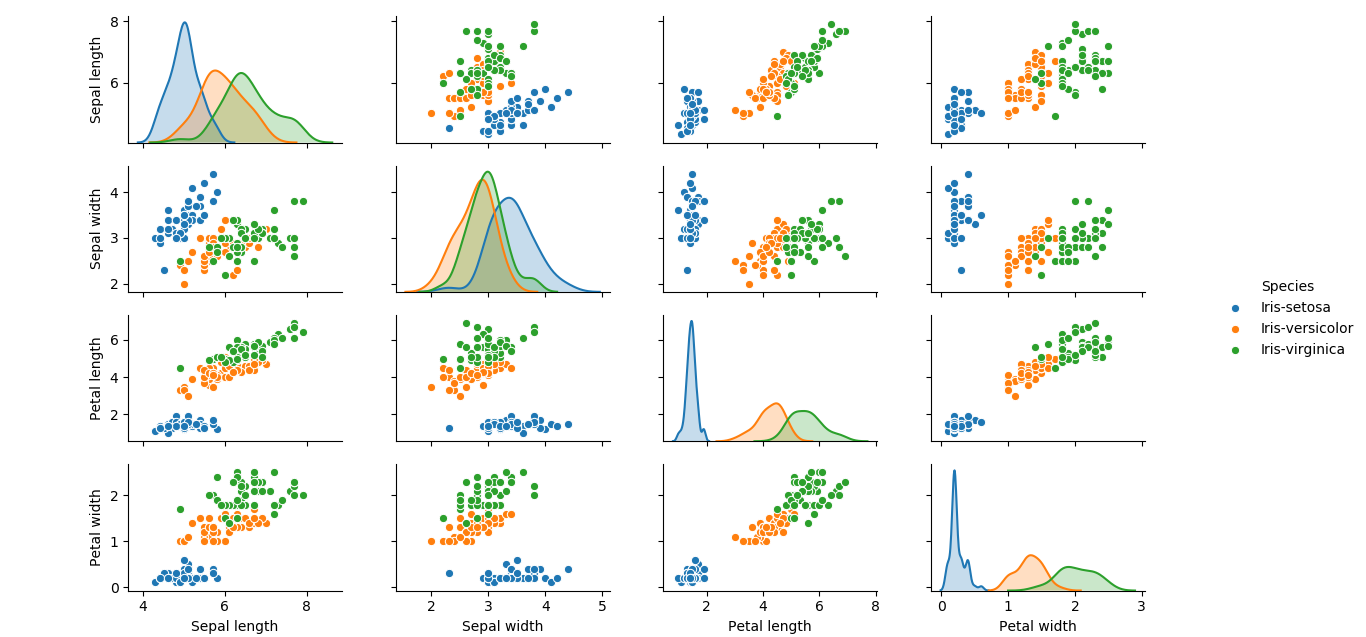 8
6
Sepal length
4
3
2
Sepal width
6
4
2
Petal length
2
1
0
Petal width
4 6 8
Sepal length
2 3 4 5
Sepal width
2 4 6 8
Petal length
0 1 2 3
Petal width
Species
Iris-setosa
Iris-versicolor
Iris-virginica